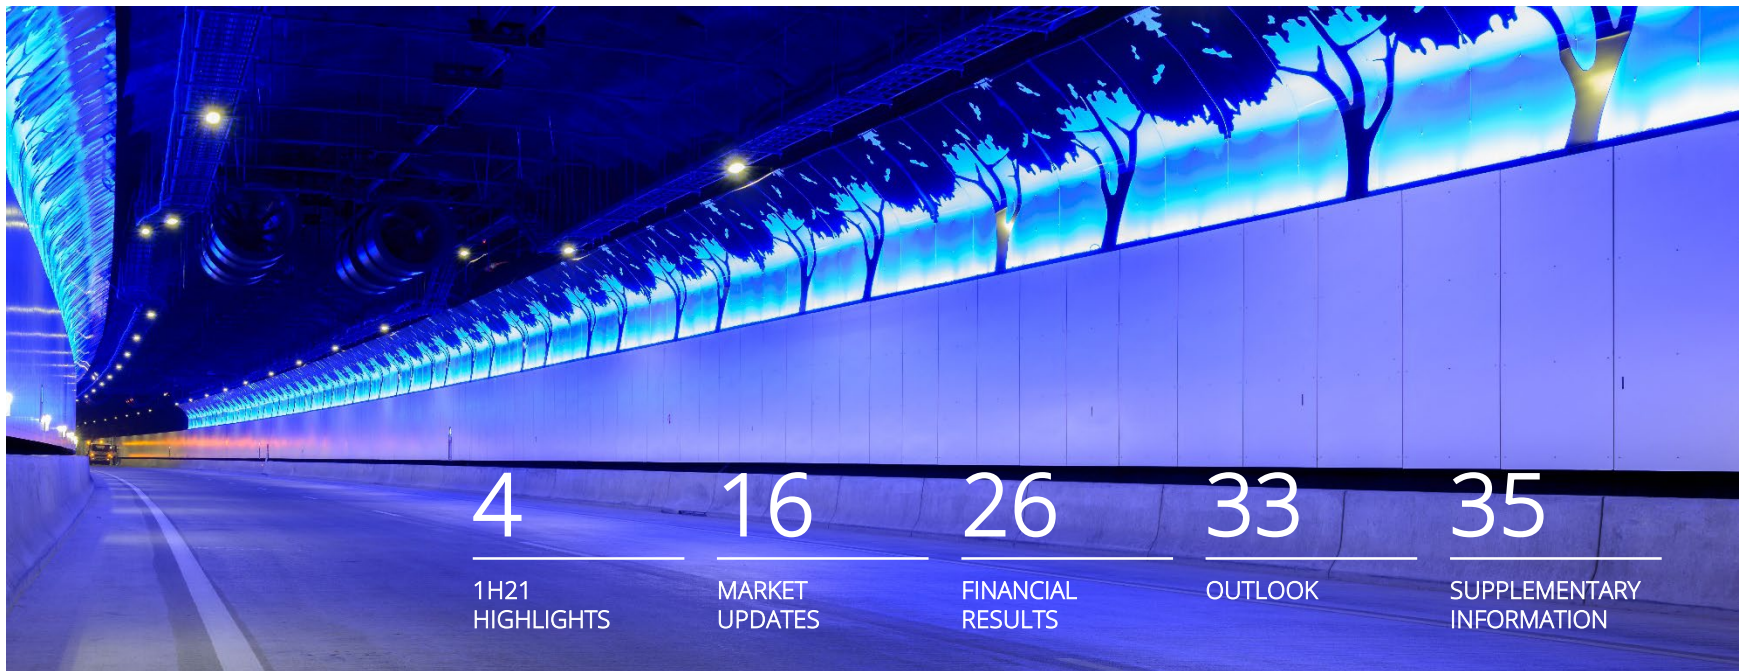 4
1H21
HIGHLIGHTS
16
MARKET
UPDATES
26
FINANCIAL
RESULTS
33
OUTLOOK
35
SUPPLEMENTARY
INFORMATION